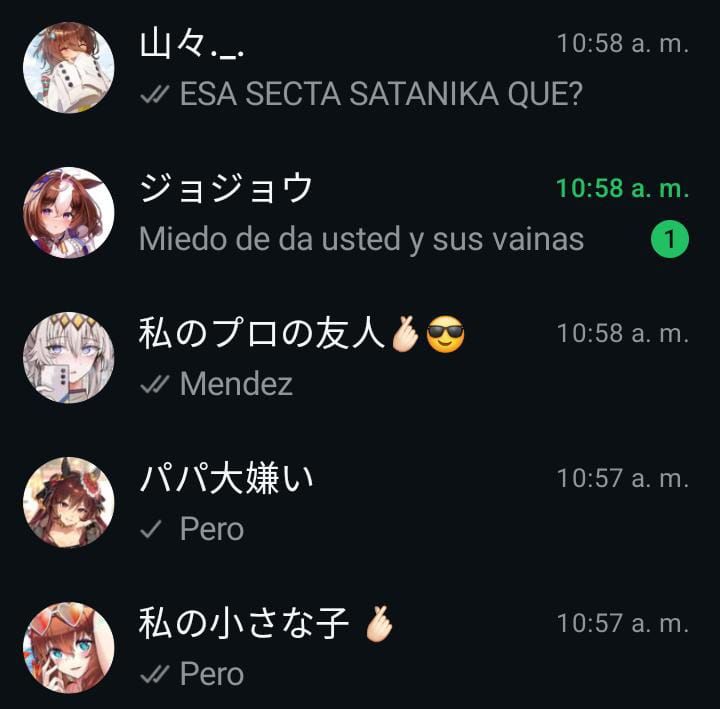 山々._.
10:58 a. m.
ESA SECTA SATANIKA QUE?
ジョジョウ
10:58 a. m.
Miedo de da usted y sus vainas
1
私のプロの友人🫰🏻😎
10:58 a. m.
Mendez
パパ大嫌い
10:57 a. m.
Pero
私の小さな子 🫰🏻
10:57 a. m.
Pero